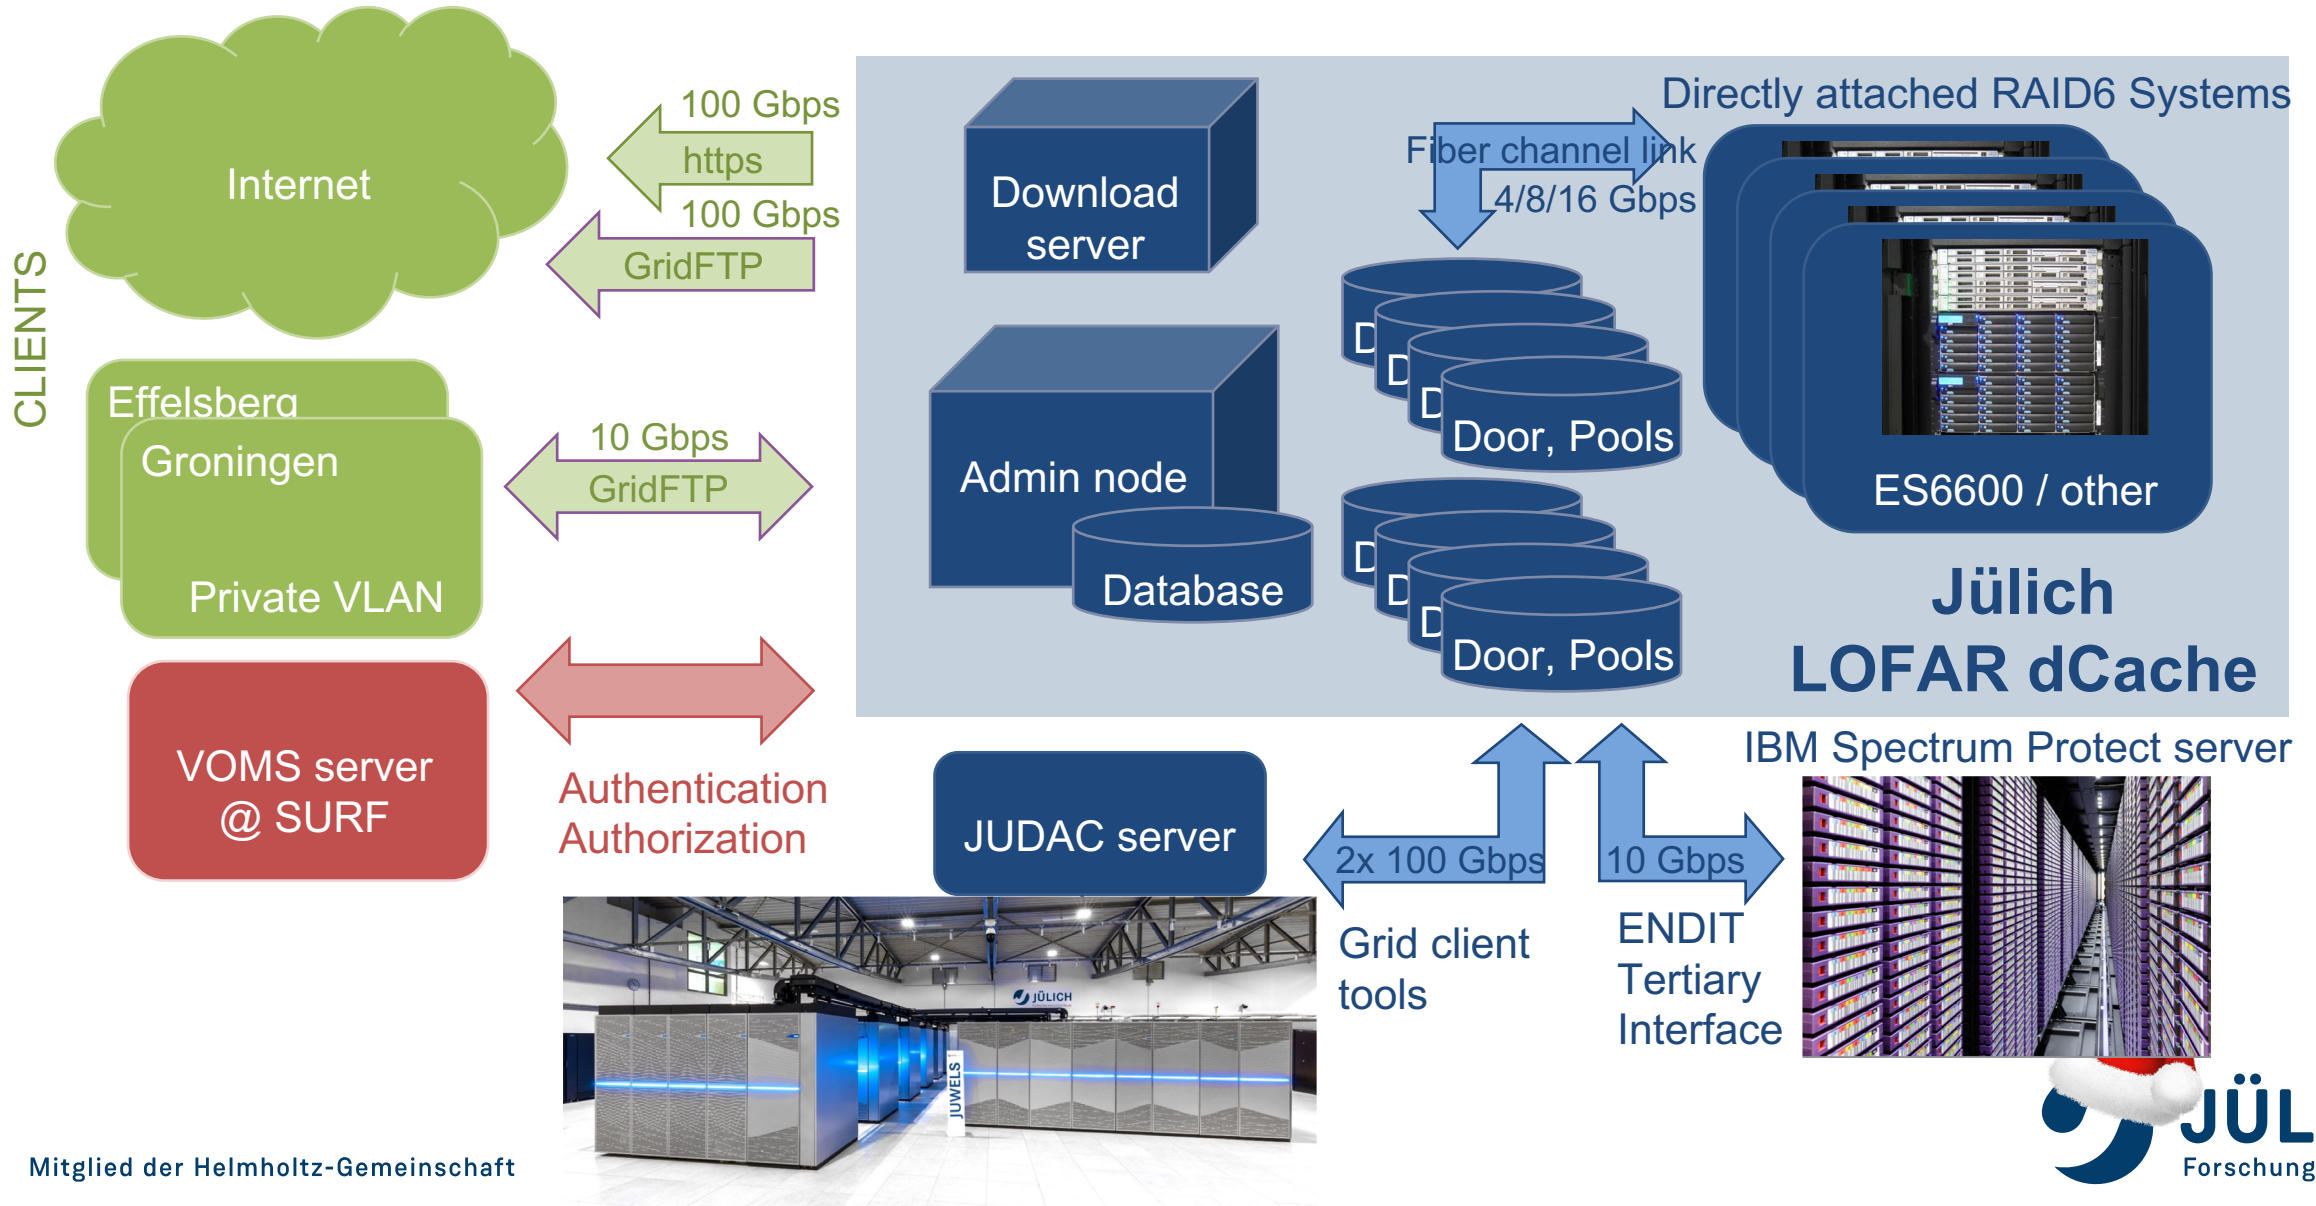 CLIENTS
Internet
100 Gbps
https
100 Gbps
GridFTP
Effelsberg
Groningen
Private VLAN
10 Gbps
GridFTP
VOMS server
@ SURF
Authentication
Authorization
Download
server
Admin node
Database
Fiber channel link
4/8/16 Gbps
D
D
D
Door, Pools
D
D
D
Door, Pools
Directly attached RAID6 Systems
ES6600 / other
Jülich
LOFAR dCache
JUDAC server
2x 100 Gbps
Grid client
tools
10 Gbps
ENDIT
Tertiary
Interface
IBM Spectrum Protect server
JÜLICH
JUWELS
Mitglied der Helmholtz-Gemeinschaft
JÜL
Forschung